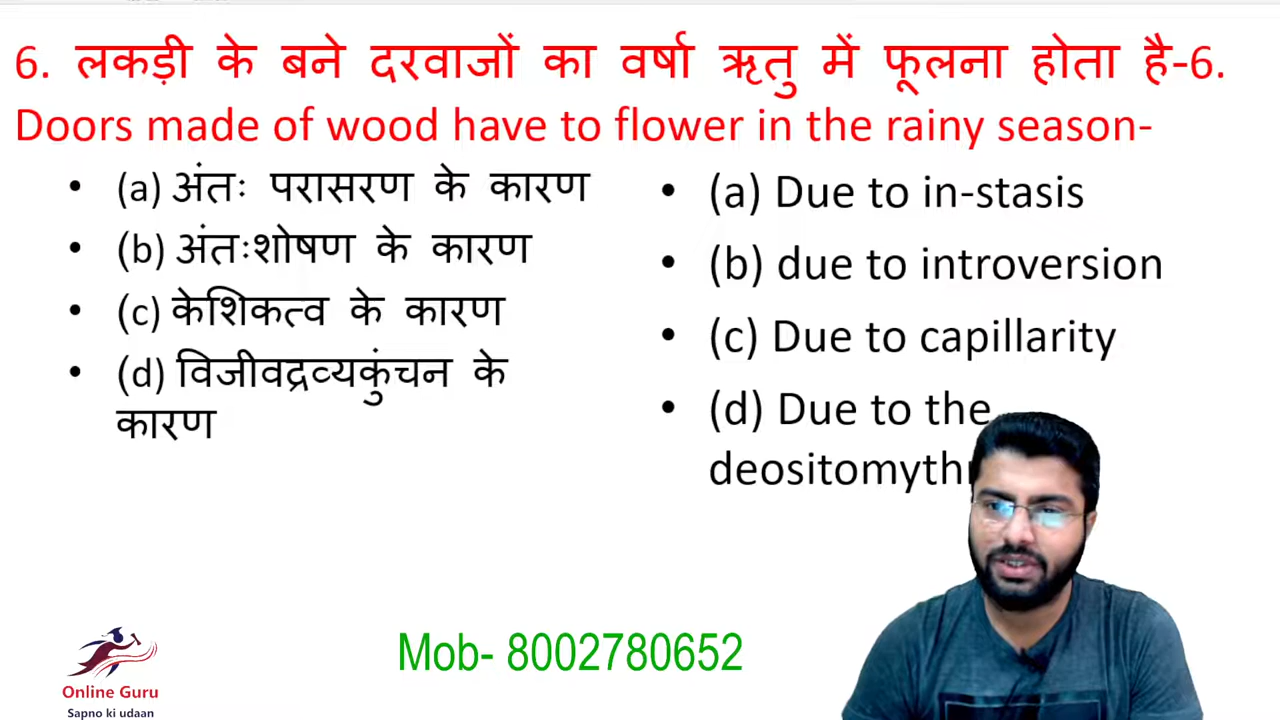 6. लकड़ी के बने दरवाजों का वर्षा ऋतु में फूलना होता है-6.
Doors made of wood have to flower in the rainy season-
• (a) अंतः परासरण के कारण
• (b) अंतःशोषण के कारण
• (c) केशिकत्व के कारण
• (d) विजीवद्रव्यकुंचन के
कारण
• (a) Due to in-stasis
• (b) due to introversion
• (c) Due to capillarity
• (d) Due to the
Mob- 8002780652
Online Guru
Sapno ki udaan